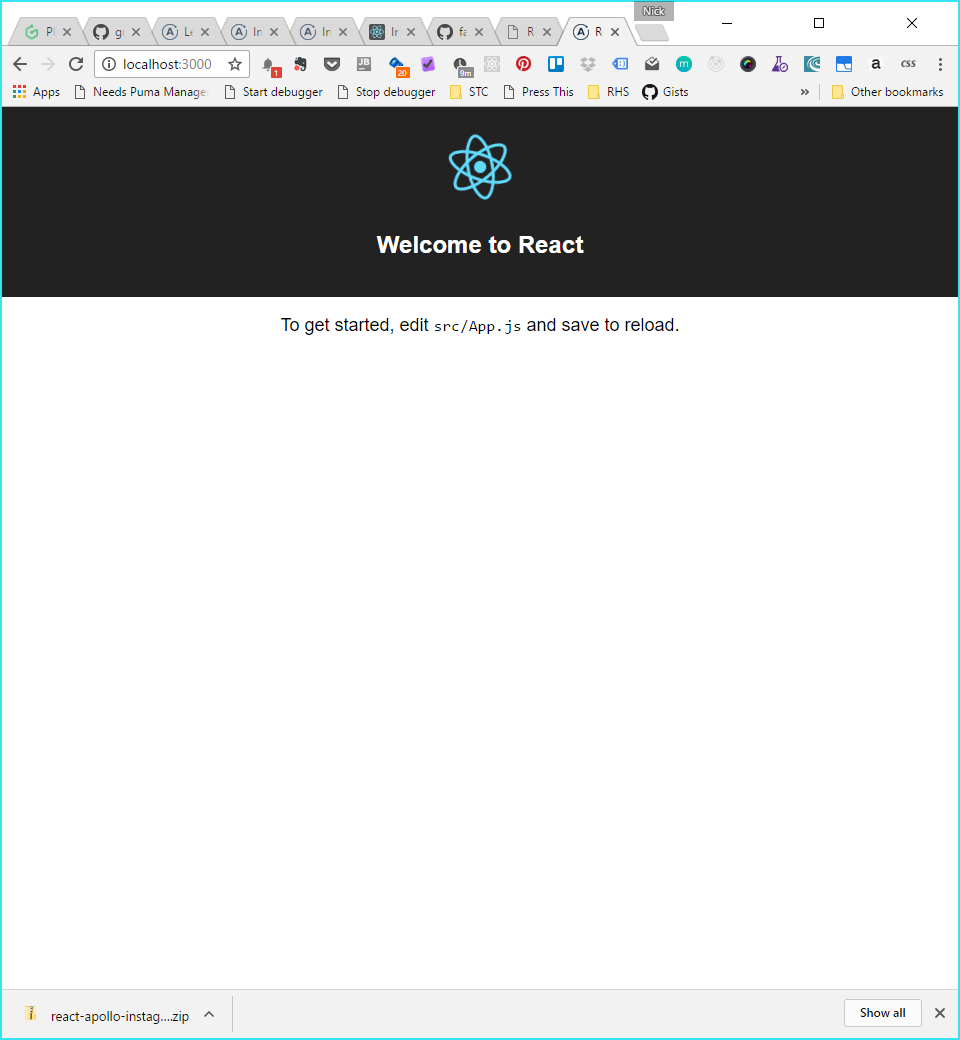 Nick
Pl
gr
Le
In
In
In
fa
R
R
localhost:3000
1
JB
20
9m
m
a
css
Apps
Needs Puma Manage
Start debugger
Stop debugger
STC
Press This
RHS
Gists
»
Other bookmarks
Welcome to React
To get started, edit src/App.js and save to reload.
react-apollo-instag....zip
Show all